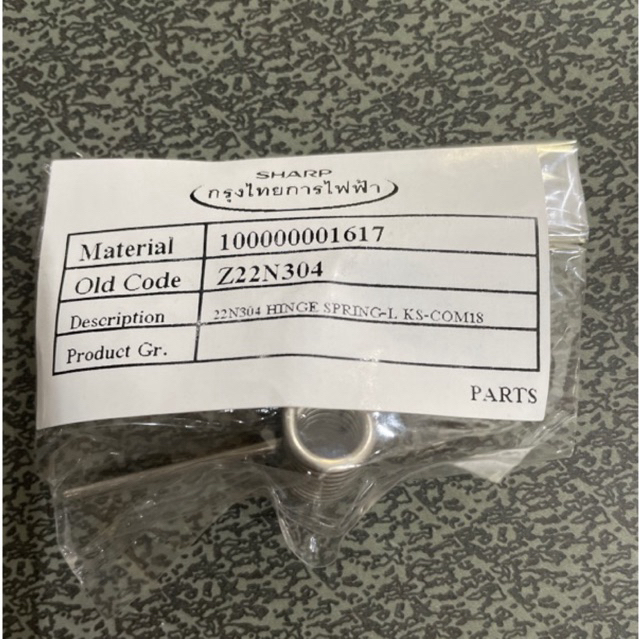 SHARP
กรุงไทยการไฟฟ้า
Material 100000001617
Old Code Z22N304
Description 22N304 HINGE SPRING-L KS-COM18
Product Gr.
PARTS